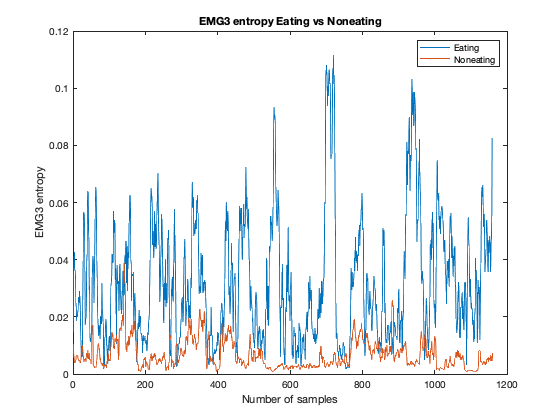 EMG3 entropy Eating vs Noneating
0.12
0.1
0.08
0.06
0.04
0.02
0
EMG3 entropy
Eating
Noneating
0 200 400 600 800 1000 1200
Number of samples